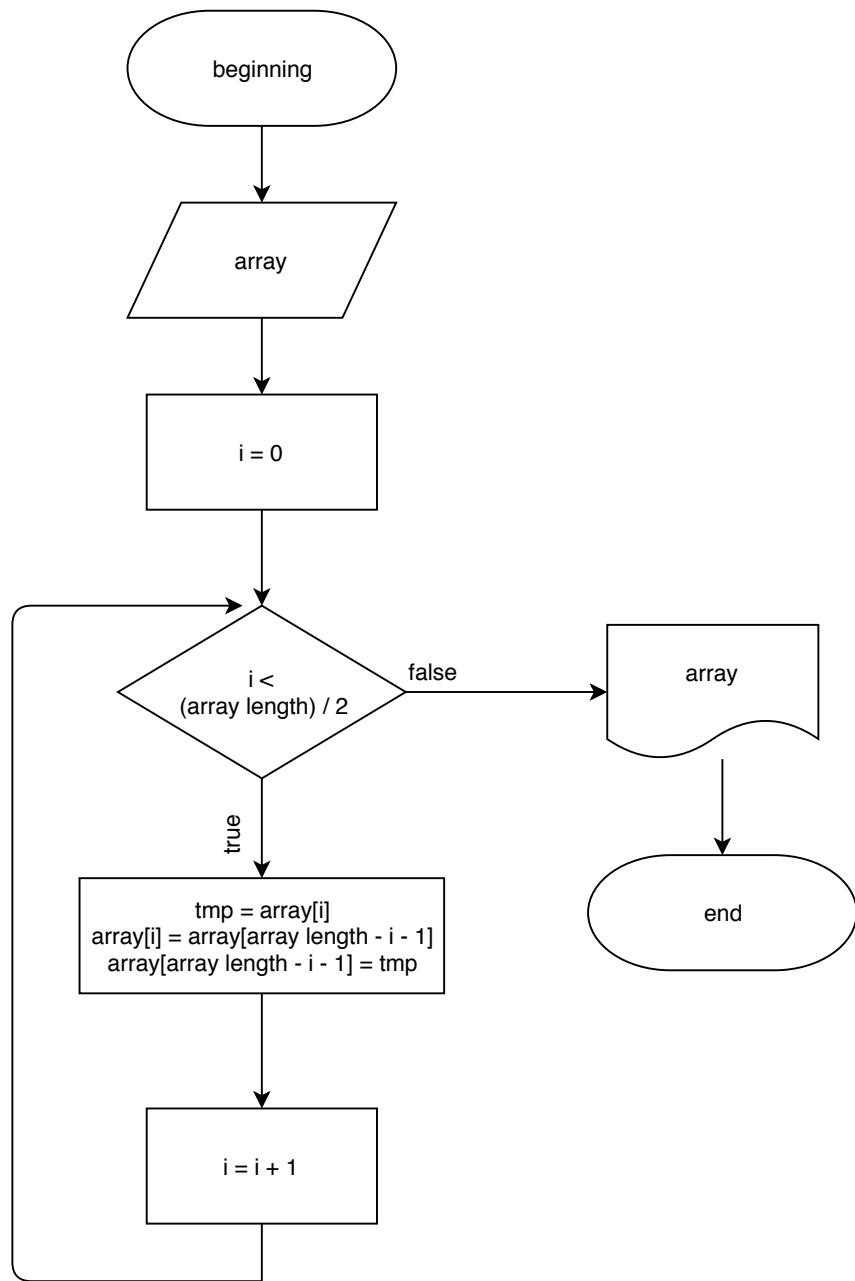 beginning
array
i = 0
i <
(array length) / 2
false
array
true
tmp = array[i]
array[i] = array[array length - i - 1]
array[array length - i - 1] = tmp
end
i = i + 1